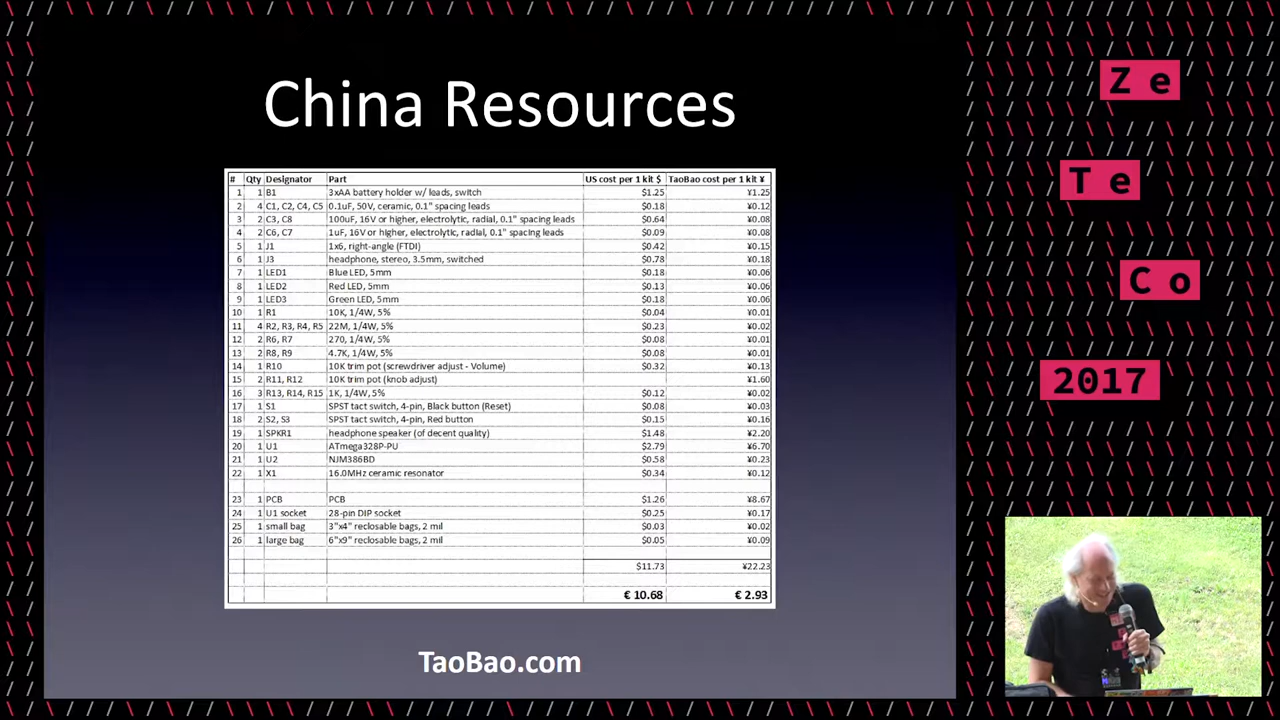 China Resources
# Qty Designator Part US cost per 1 kit $ TaoBao cost per 1 kit ¥
1 1 B1 3xAA battery holder w/ leads, switch $1.25 ¥1.25
2 4 C1, C2, C4, C5 0.1uF, 50V, ceramic, 0.1" spacing leads $0.18 ¥0.12
3 2 C3, C8 100uF, 16V or higher, electrolytic, radial, 0.1" spacing leads $0.64 ¥0.08
4 2 C6, C7 1uF, 16V or higher, electrolytic, radial, 0.1" spacing leads $0.09 ¥0.08
5 1 J1 1x6, right-angle (FTDI) $0.42 ¥0.15
6 1 J3 headphone, stereo, 3.5mm, switched $0.78 ¥0.18
7 1 LED1 Blue LED, 5mm $0.18 ¥0.06
8 1 LED2 Red LED, 5mm $0.13 ¥0.06
9 1 LED3 Green LED, 5mm $0.18 ¥0.06
10 1 R1 10K, 1/4W, 5% $0.04 ¥0.01
11 4 R2, R3, R4, R5 22M, 1/4W, 5% $0.23 ¥0.02
12 2 R6, R7 270, 1/4W, 5% $0.08 ¥0.01
13 2 R8, R9 4.7K, 1/4W, 5% $0.08 ¥0.01
14 1 R10 10K trim pot (screwdriver adjust - Volume) $0.32 ¥0.13
15 2 R11, R12 10K trim pot (knob adjust) ¥1.60
16 3 R13, R14, R15 1K, 1/4W, 5% $0.12 ¥0.02
17 1 S1 SPST tact switch, 4-pin, Black button (Reset) $0.08 ¥0.03
18 2 S2, S3 SPST tact switch, 4-pin, Red button $0.15 ¥0.16
19 1 SPKR1 headphone speaker (of decent quality) $1.48 ¥2.20
20 1 U1 ATmega328P-PU $2.79 ¥6.70
21 1 U2 NJM386BD $0.58 ¥0.23
22 1 X1 16.0MHz ceramic resonator $0.34 ¥0.12
23 1 PCB PCB $1.26 ¥8.67
24 1 U1 socket 28-pin DIP socket $0.25 ¥0.17
25 1 small bag 3"x4" reclosable bags, 2 mil $0.03 ¥0.02
26 1 large bag 6"x9" reclosable bags, 2 mil $0.05 ¥0.09
$11.73 ¥22.23
€ 10.68 € 2.93
TaoBao.com
Z e
T e
C o
2017